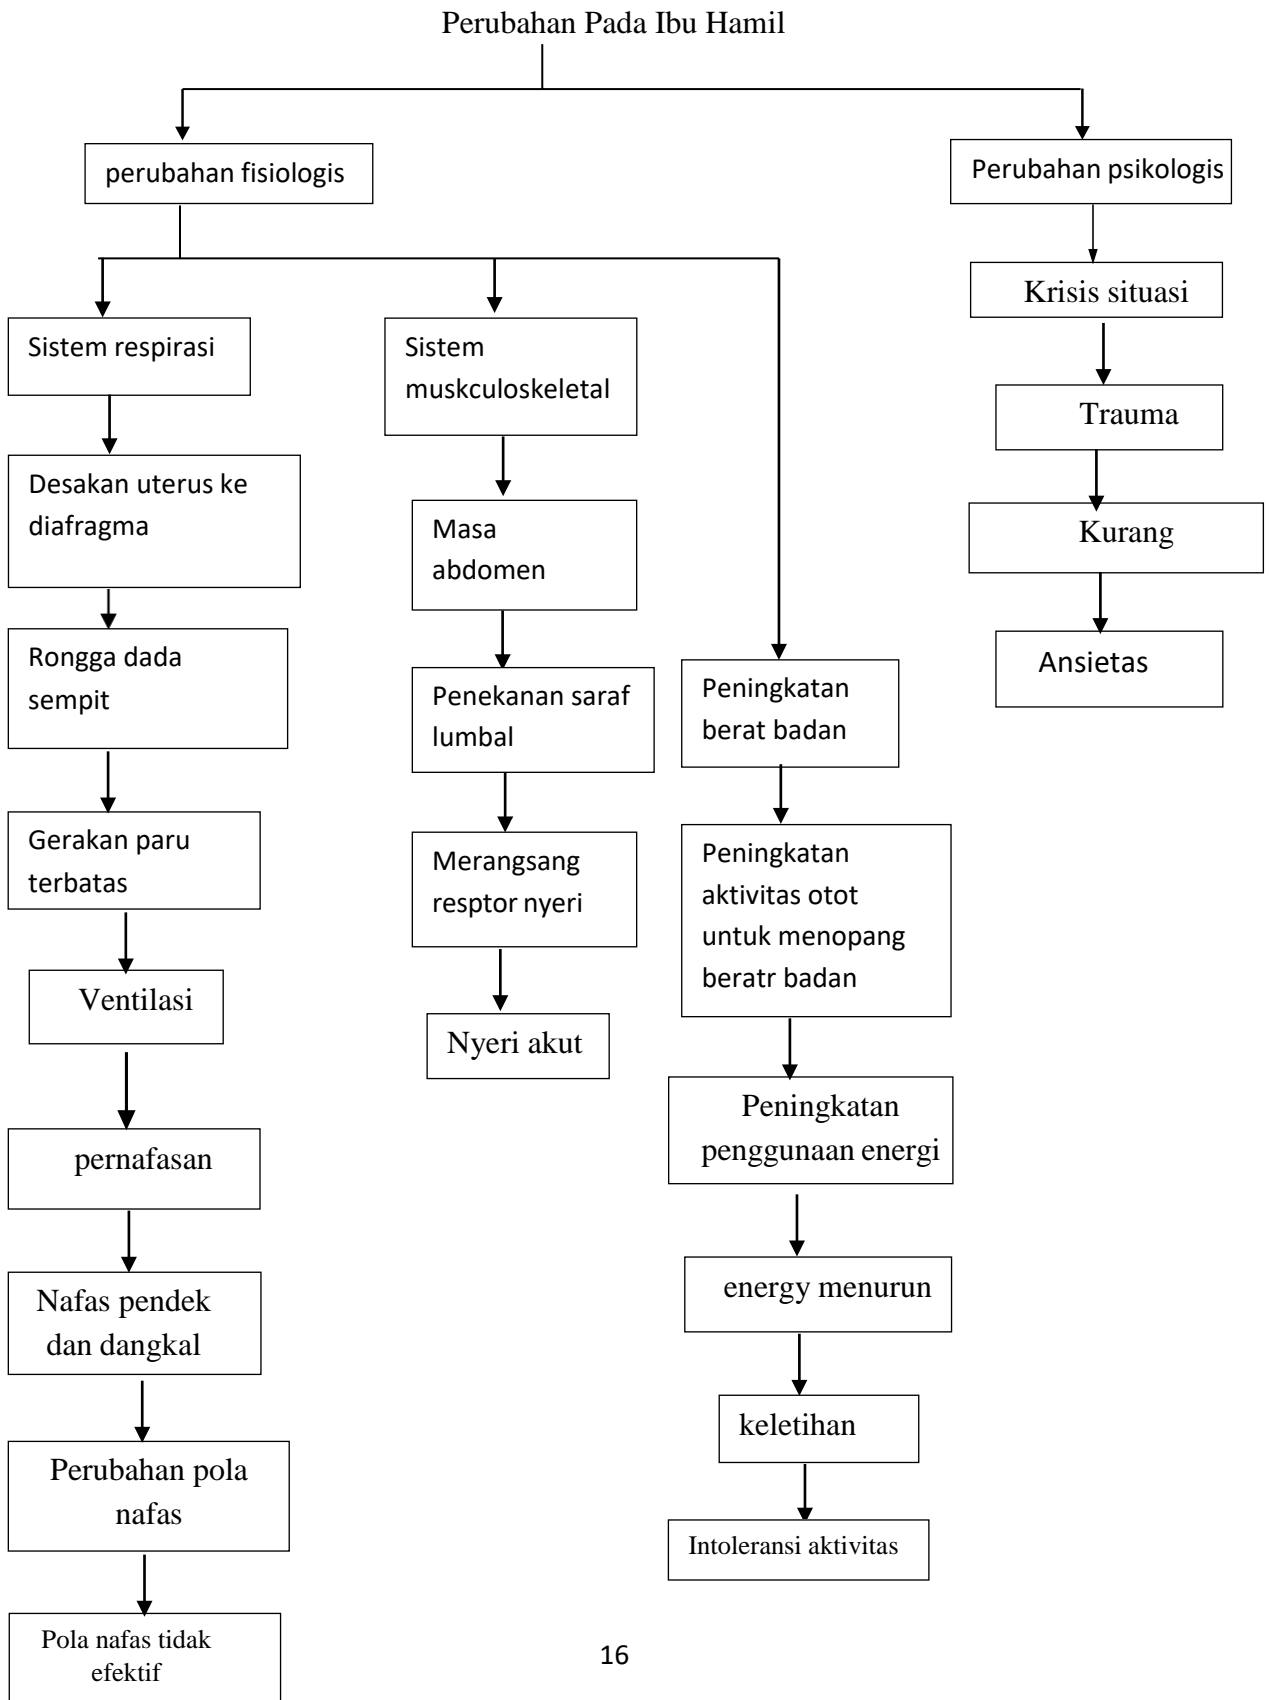 Perubahan Pada Ibu Hamil
perubahan fisiologis
Perubahan psikologis
Sistem respirasi
Desakan uterus ke
diafragma
Rongga dada
sempit
Gerakan paru
terbatas
Ventilasi
pernafasan
Nafas pendek
dan dangkal
Perubahan pola
nafas
Pola nafas tidak
efektif
Sistem
muskculoskeletal
Masa
abdomen
Penekanan saraf
lumbal
Merangsang
resptor nyeri
Nyeri akut
Peningkatan
berat badan
Peningkatan
aktivitas otot
untuk menopang
beratr badan
Peningkatan
penggunaan energi
energy menurun
keletihan
Intoleransi aktivitas
Krisis situasi
Trauma
Kurang
Ansietas
16